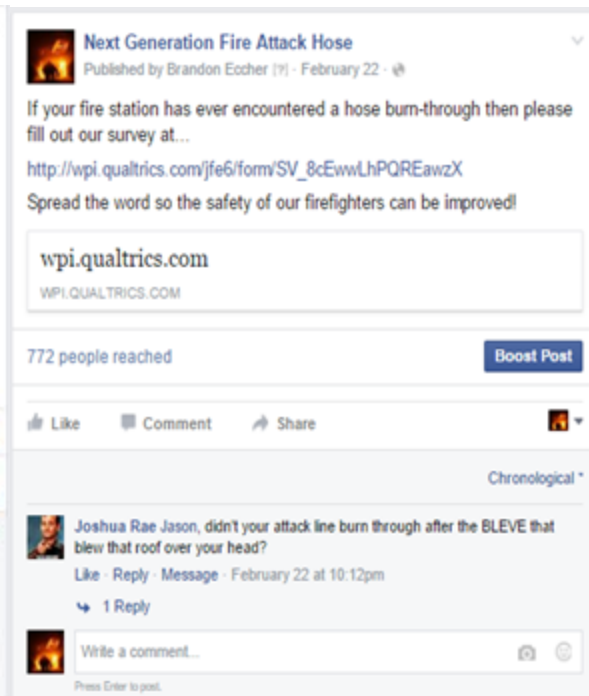 Next Generation Fire Attack Hose
Published by Brandon Eccher [?] · February 22 ·
If your fire station has ever encountered a hose burn-through then please
fill out our survey at...
http://wpi.qualtrics.com/jfe6/form/SV_8cEwwLhPQREawzX
Spread the word so the safety of our firefighters can be improved!
wpi.qualtrics.com
WPI.QUALTRICS.COM
772 people reached
Boost Post
Like Comment Share
Chronological
Joshua Rae Jason, didn't your attack line burn through after the BLEVE that
blew that roof over your head?
Like · Reply · Message · February 22 at 10:12pm
1 Reply
Write a comment...
Press Enter to post.